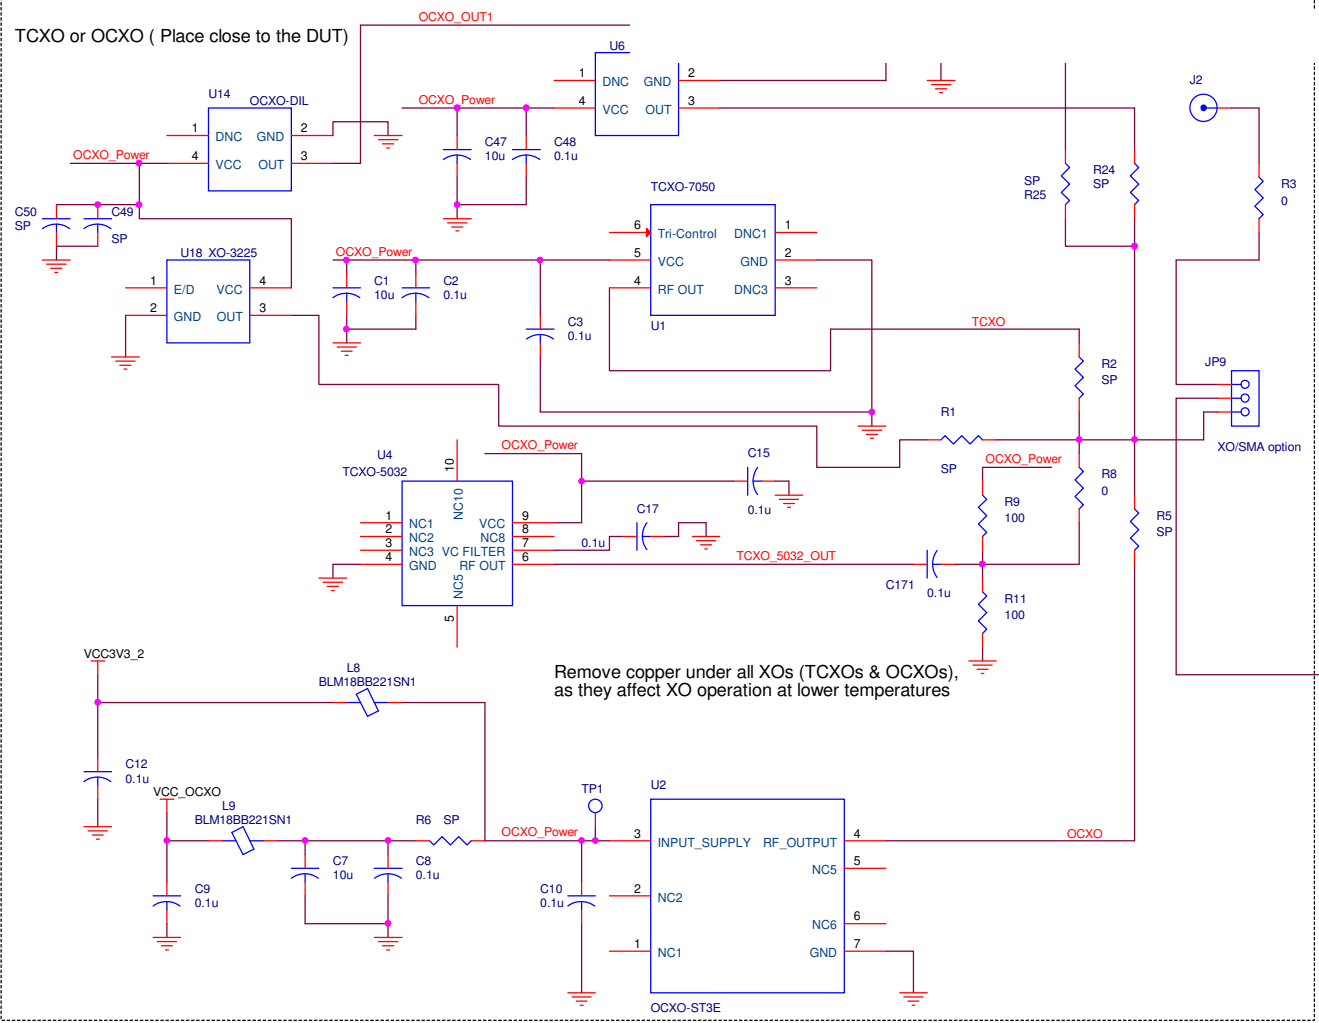 OCXO_OUT1
TCXO or OCXO ( Place close to the DUT)
U6
1 DNC GND 2
4 VCC OUT 3
J2
U14
OCXO-DIL
1 DNC GND 2
4 VCC OUT 3
OCXO_Power
OCXO_Power
C47
10u
C48
0.1u
SP
R25
R24
SP
R3
0
C50
SP
C49
SP
TCXO-7050
6 Tri-Control DNC1 1
5 VCC GND 2
4 RF OUT DNC3 3
U1
U18 XO-3225
1 E/D VCC 4
2 GND OUT 3
OCXO_Power
C1
10u
C2
0.1u
C3
0.1u
TCXO
R2
SP
JP9
XO/SMA option
R1
SP
OCXO_Power
U4
TCXO-5032
10
NC10
1 NC1 VCC 9
2 NC2 NC8 8
3 NC3 VC FILTER 7
4 GND RF OUT 6
NC5
5
C15
0.1u
C17
0.1u
OCXO_Power
R9
100
R8
0
R5
SP
TCXO_5032_OUT
C171
0.1u
R11
100
VCC3V3_2
L8
BLM18BB221SN1
Remove copper under all XOs (TCXOs & OCXOs),
as they affect XO operation at lower temperatures
C12
0.1u
VCC_OCXO
L9
BLM18BB221SN1
R6 SP
OCXO_Power
TP1
U2
3 INPUT_SUPPLY RF_OUTPUT 4
NC5 5
2 NC2
NC6 6
1 NC1 GND 7
OCXO-ST3E
OCXO
C7
10u
C8
0.1u
C9
0.1u
C10
0.1u